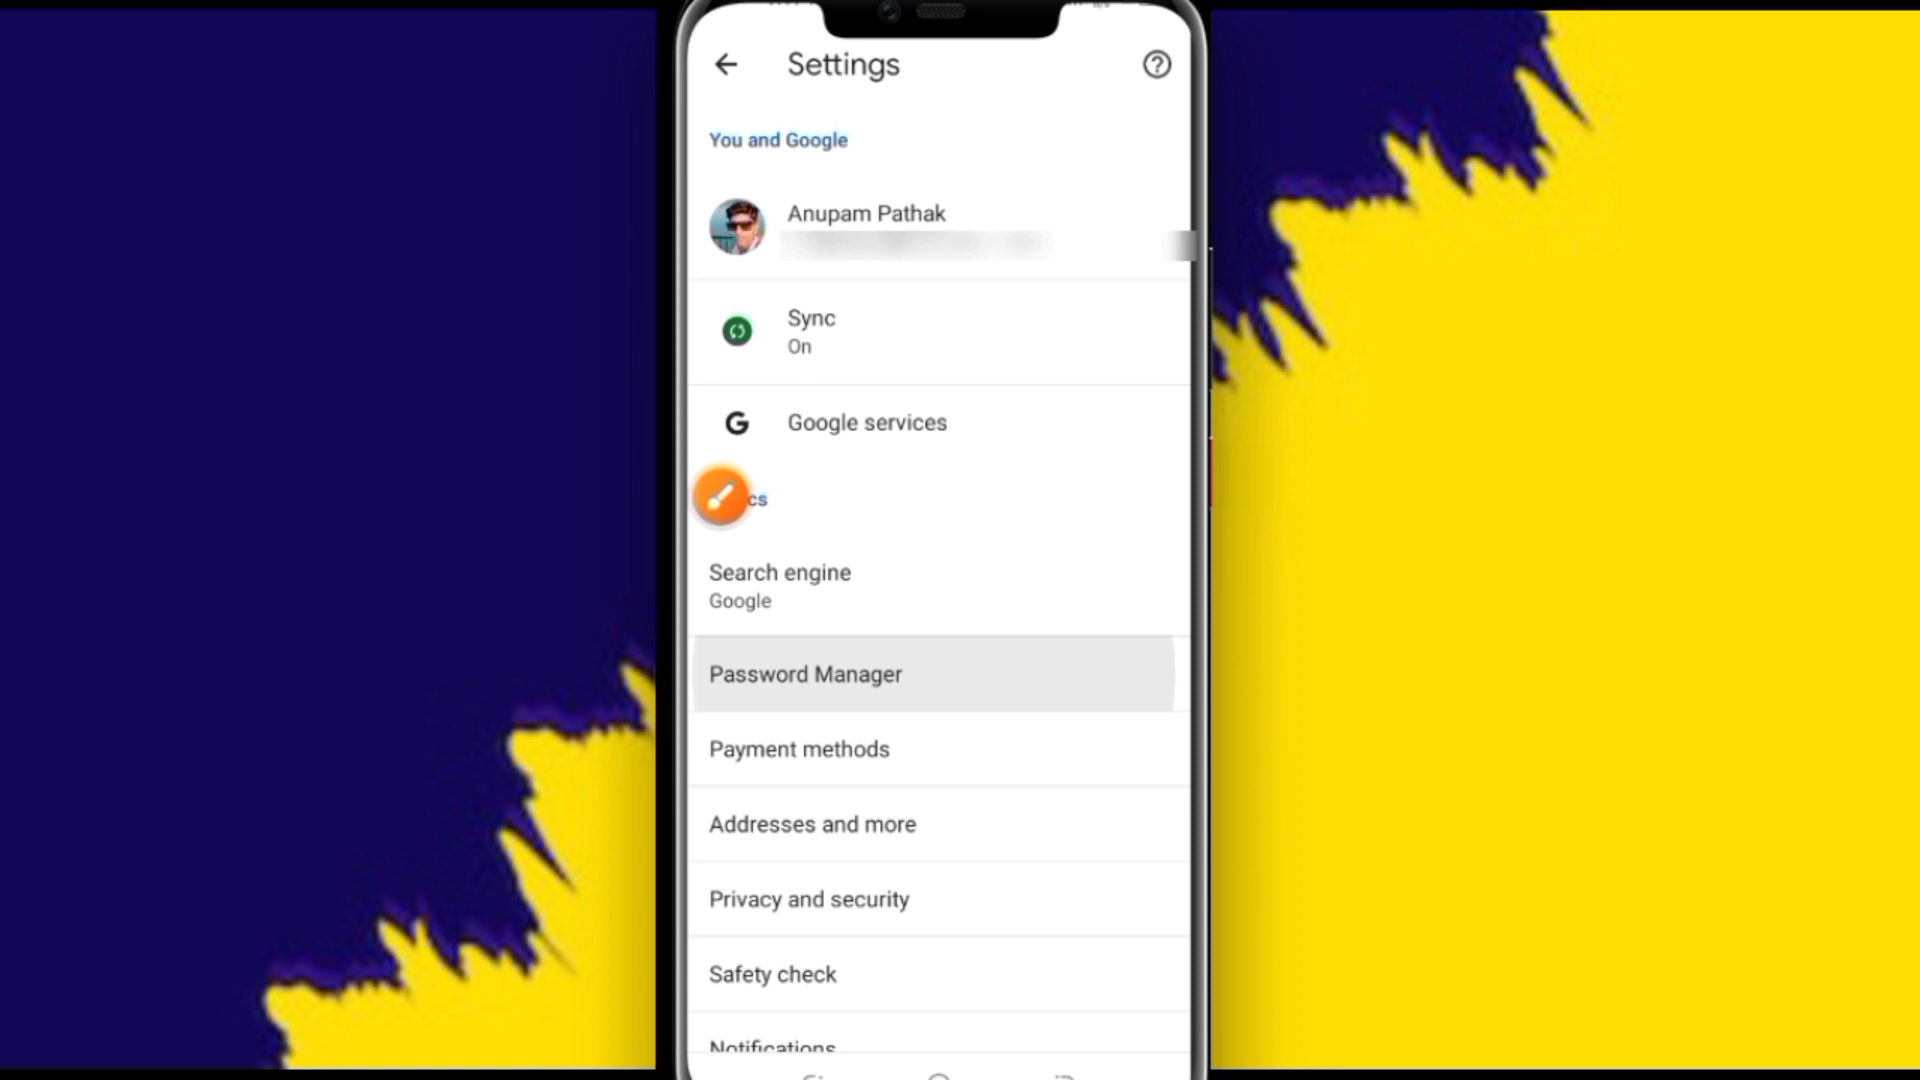 Settings
You and Google
Anupam Pathak
Sync
On
Google services
cs
Search engine
Google
Password Manager
Payment methods
Addresses and more
Privacy and security
Safety check
Notifications